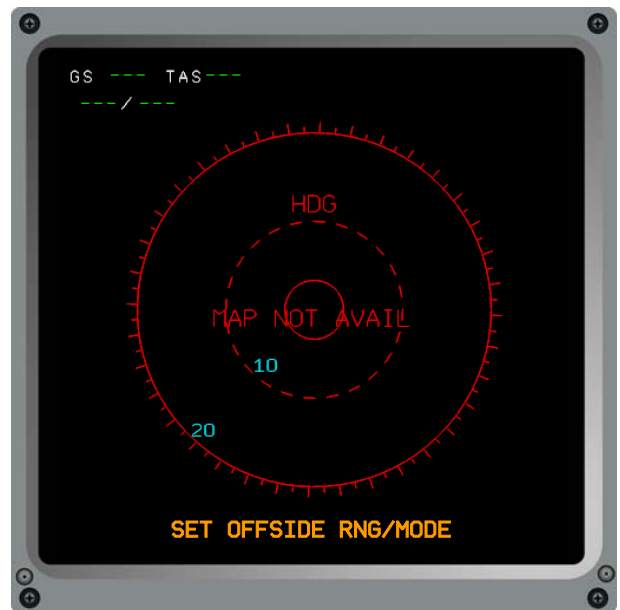 GS --- TAS---
---/---
HDG
MAP NOT AVAIL
10
20
SET OFFSIDE RNG/MODE